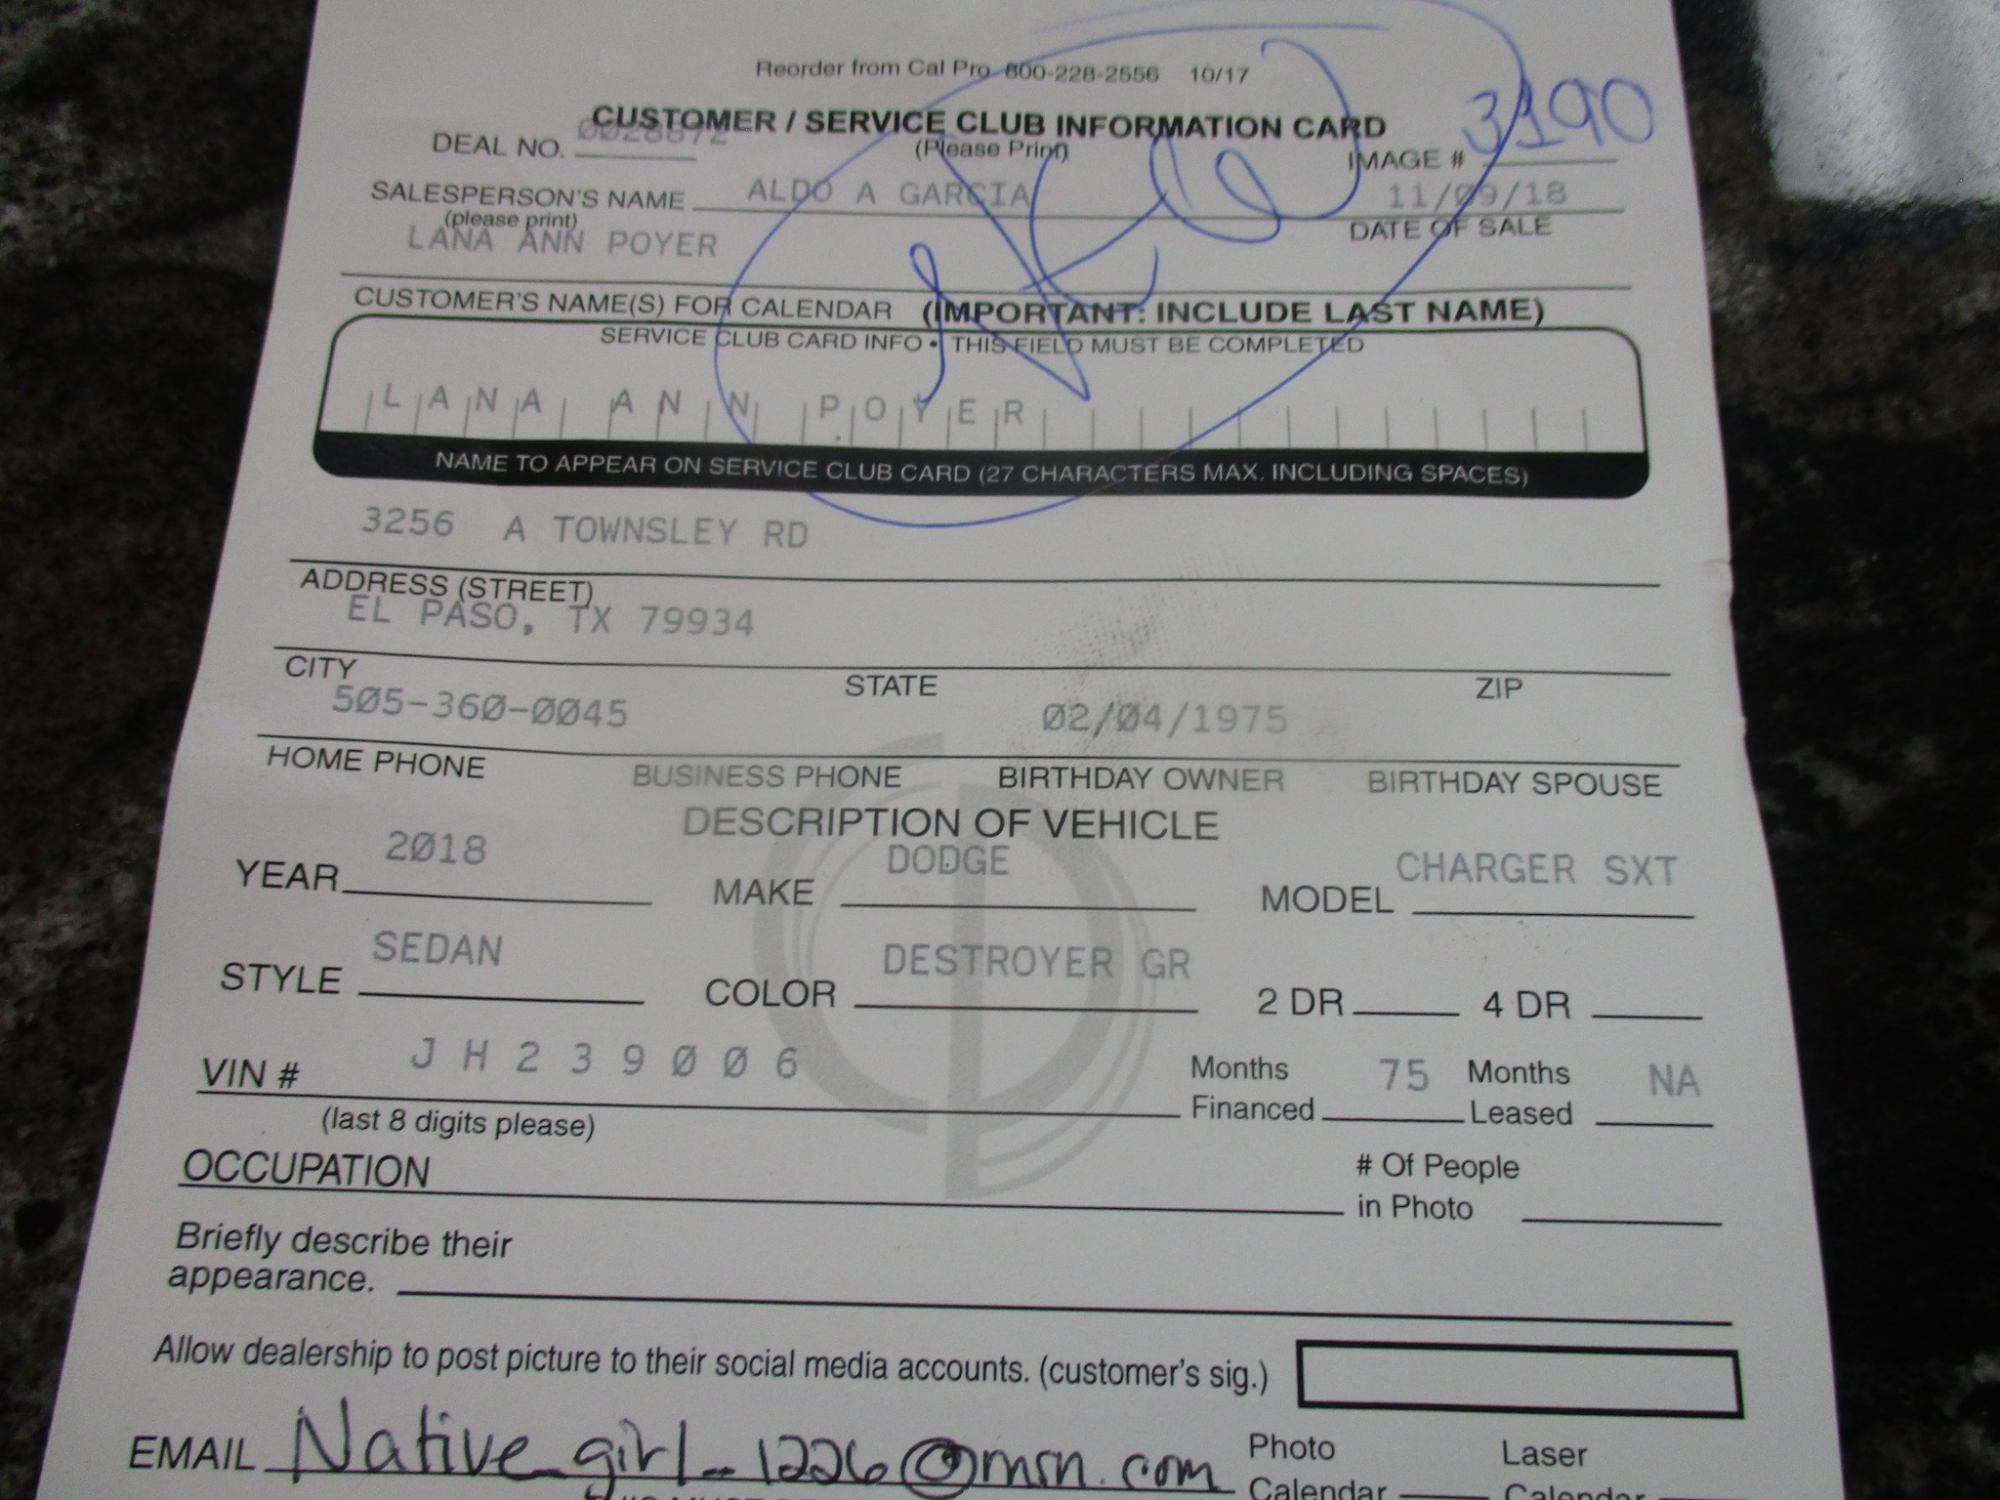 Reorder from Cal Pro 800-228-2556 10/17
CUSTOMER / SERVICE CLUB INFORMATION CARD
(Please Print)
DEAL NO. 0028872
IMAGE # 3190
SALESPERSON'S NAME ALDO A GARCIA 11/09/18
(please print)
DATE OF SALE
LANA ANN POYER
CUSTOMER'S NAME(S) FOR CALENDAR (IMPORTANT: INCLUDE LAST NAME)
SERVICE CLUB CARD INFO • THIS FIELD MUST BE COMPLETED
LANA ANN POYER
NAME TO APPEAR ON SERVICE CLUB CARD (27 CHARACTERS MAX. INCLUDING SPACES)
3256 A TOWNSLEY RD
ADDRESS (STREET)
EL PASO, TX 79934
CITY STATE ZIP
505-360-0045 02/04/1975
HOME PHONE BUSINESS PHONE BIRTHDAY OWNER BIRTHDAY SPOUSE
DESCRIPTION OF VEHICLE
YEAR 2018 MAKE DODGE MODEL CHARGER SXT
STYLE SEDAN COLOR DESTROYER GR 2 DR 4 DR
VIN # JH239006 Months Financed 75 Months Leased NA
(last 8 digits please)
OCCUPATION # Of People in Photo
Briefly describe their
appearance.
Allow dealership to post picture to their social media accounts. (customer's sig.)
EMAIL Native_girl_1226@msn.com Photo Calendar Laser Calendar